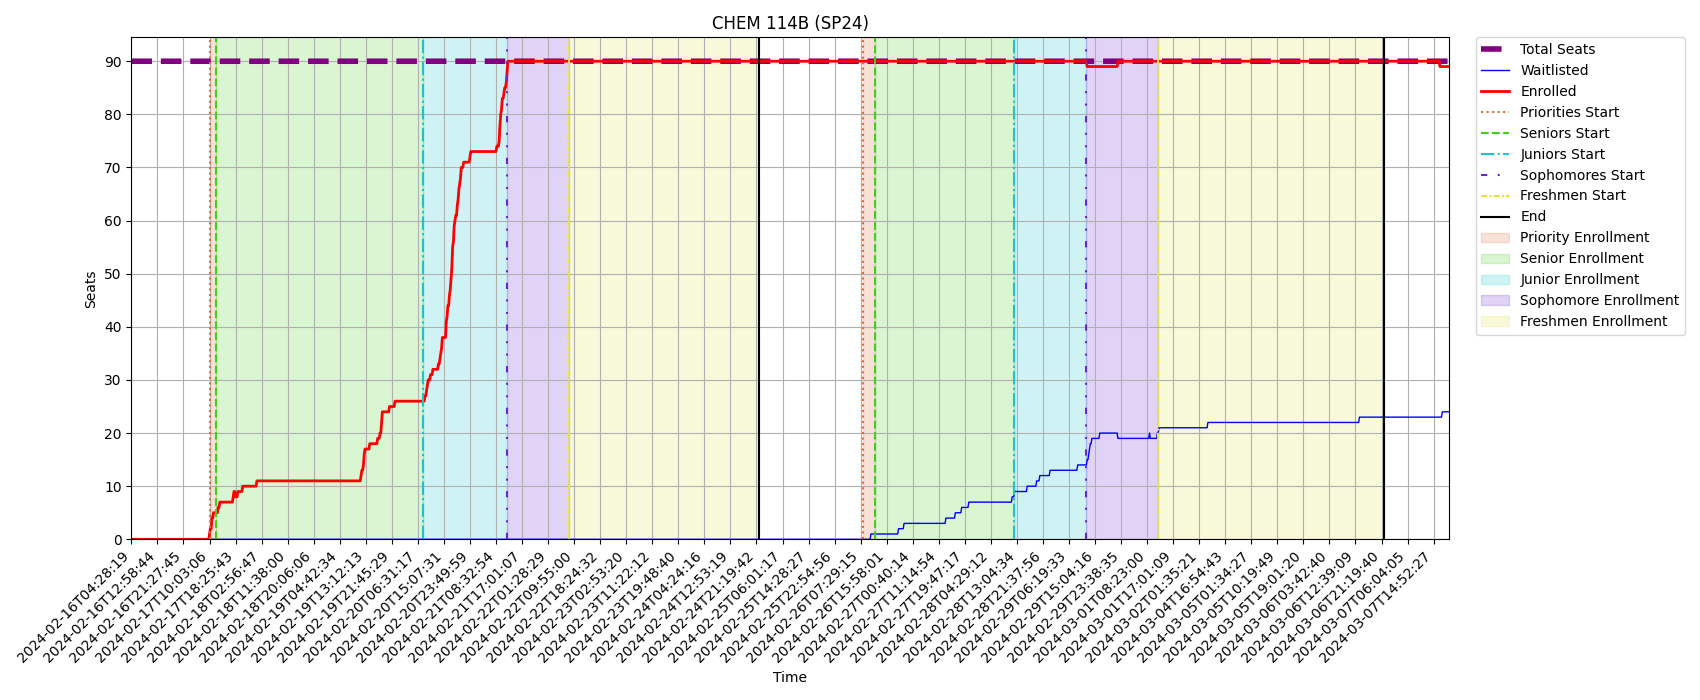 CHEM 114B (SP24)
Seats
90
80
70
60
50
40
30
20
10
0
2024-02-16T04:28:19
2024-02-16T12:58:44
2024-02-16T21:27:45
2024-02-17T10:03:06
2024-02-17T18:25:43
2024-02-18T02:56:47
2024-02-18T11:38:00
2024-02-18T20:06:06
2024-02-19T04:42:34
2024-02-19T13:12:13
2024-02-19T21:45:29
2024-02-20T06:31:17
2024-02-20T15:07:31
2024-02-20T23:49:55
2024-02-21T08:32:54
2024-02-21T17:01:07
2024-02-22T01:28:29
2024-02-22T09:55:00
2024-02-22T18:24:32
2024-02-23T02:53:20
2024-02-23T11:22:12
2024-02-23T19:48:40
2024-02-24T04:24:16
2024-02-24T12:53:19
2024-02-24T21:19:42
2024-02-25T06:01:17
2024-02-25T14:28:27
2024-02-25T22:54:56
2024-02-26T07:29:15
2024-02-26T15:58:01
2024-02-27T00:40:14
2024-02-27T11:14:54
2024-02-27T19:47:17
2024-02-28T04:29:12
2024-02-28T13:04:34
2024-02-28T21:37:56
2024-02-29T06:19:33
2024-02-29T15:04:16
2024-02-29T23:38:35
2024-03-01T08:23:00
2024-03-01T17:01:09
2024-03-02T01:35:21
2024-03-04T16:54:43
2024-03-05T01:34:27
2024-03-05T10:19:49
2024-03-05T19:01:20
2024-03-06T03:42:40
2024-03-06T12:39:09
2024-03-06T21:19:40
2024-03-07T06:04:05
2024-03-07T14:52:27
Time
Total Seats
Waitlisted
Enrolled
Priorities Start
Seniors Start
Juniors Start
Sophomores Start
Freshmen Start
End
Priority Enrollment
Senior Enrollment
Junior Enrollment
Sophomore Enrollment
Freshmen Enrollment